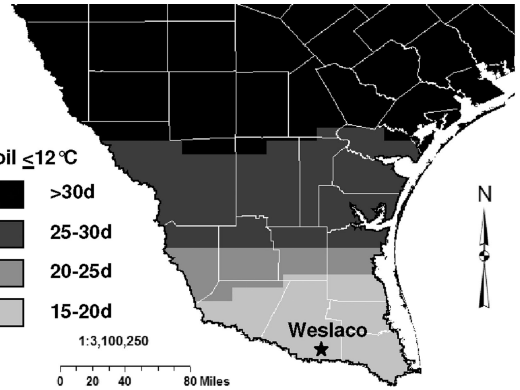 oil ≤12 °C
>30d
25-30d
20-25d
15-20d
1:3,100,250
0 20 40 80 Miles
N
Weslaco